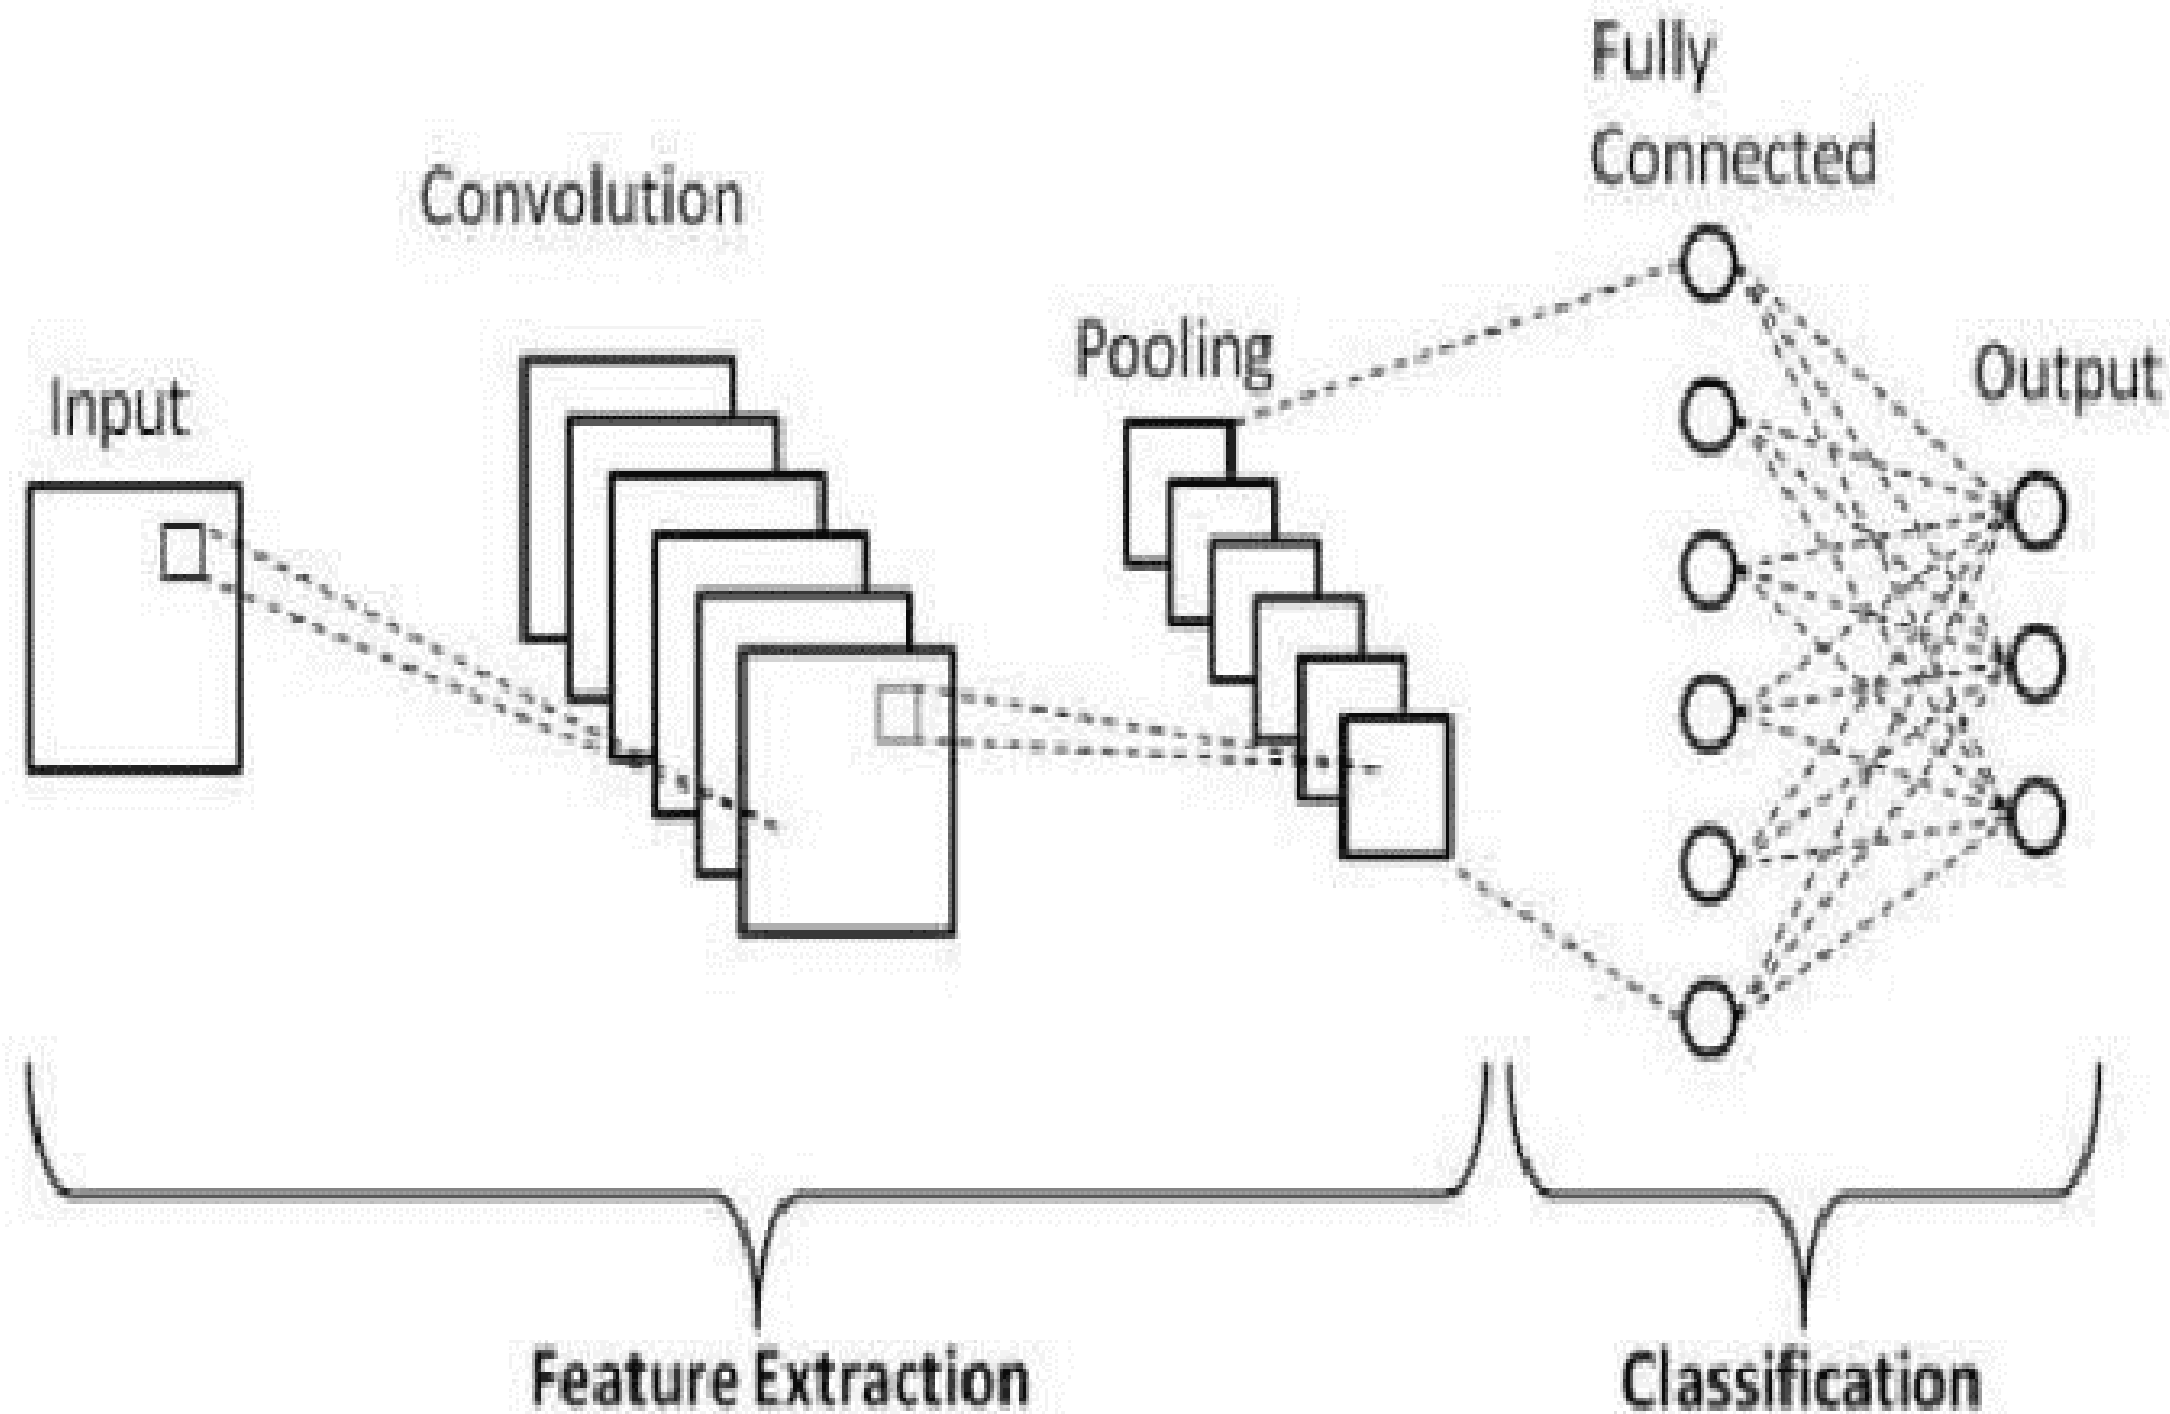 Input
Convolution
Pooling
Fully
Connected
Output
Feature Extraction
Classification